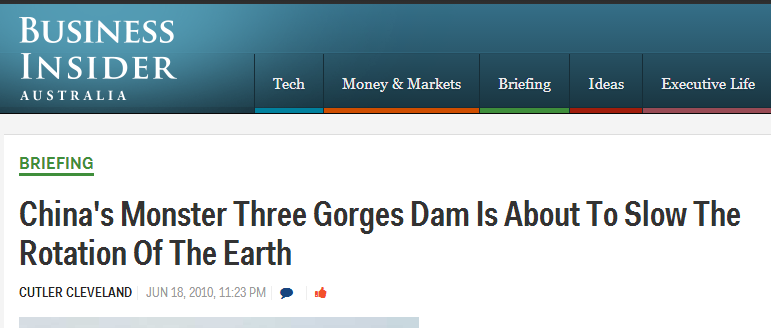 BUSINESS
INSIDER
AUSTRALIA
Tech Money & Markets Briefing Ideas Executive Life
BRIEFING
China's Monster Three Gorges Dam Is About To Slow The
Rotation Of The Earth
CUTLER CLEVELAND JUN 18, 2010, 11:23 PM